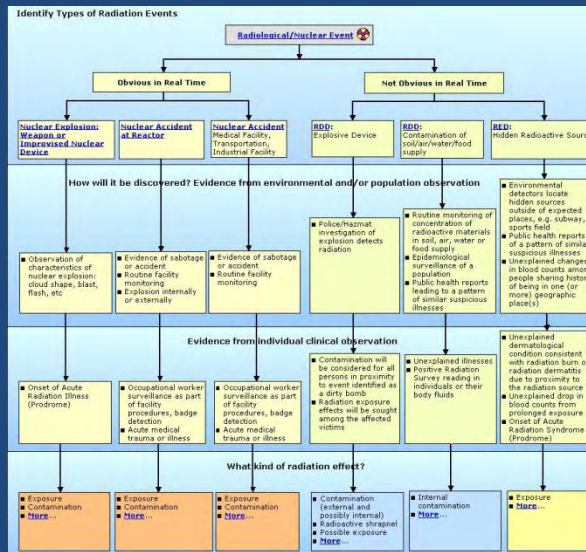 Identify Types of Radiation Events
Radiological/Nuclear Event
Obvious in Real Time
Not Obvious in Real Time
Nuclear Explosion:
Weapon or
Improvised Nuclear
Device
Nuclear Accident
at Reactor
Nuclear Accident
Medical Facility,
Transportation,
Industrial Facility
RDD:
Explosive Device
RDD:
Contamination of
soil/air/water/food
supply
RED:
Hidden Radioactive Sourc
How will it be discovered? Evidence from environmental and/or population observation
■ Observation of
characteristics of
nuclear explosion:
cloud shape, blast,
flash, etc
■ Evidence of sabotage
or accident
■ Routine facility
monitoring
■ Explosion internally
or externally
■ Evidence of sabotage
or accident
■ Routine facility
monitoring
■ Police/Hazmat
investigation of
explosion detects
radiation
■ Routine monitoring of
concentration of
radioactive materials
in soil, air, water or
food supply
■ Epidemiological
surveillance of a
population
■ Public health reports
leading to a pattern
of similar suspicious
illnesses
■ Environmental
detectors locate
hidden sources
outside of expected
places, e.g. subway,
sports field
■ Public health reports
of a pattern of similar
suspicious illnesses
■ Unexplained changes
in blood counts amon
people sharing histor
of being in one (or
more) geographic
place(s)
Evidence from individual clinical observation
■ Onset of Acute
Radiation Illness
(Prodrome)
■ Occupational worker
surveillance as part
of facility
procedures, badge
detection
■ Acute medical
trauma or illness
■ Occupational worker
surveillance as part
of facility
procedures, badge
detection
■ Acute medical
trauma or illness
■ Contamination will
be considered for all
persons in proximity
to event identified as
a dirty bomb
■ Radiation exposure
effects will be sought
among the affected
victims
■ Unexplained illnesses
■ Positive Radiation
Survey reading in
individuals or their
body fluids
■ Unexplained
dermatological
condition consistent
with radiation burn o
radiation dermatitis
due to proximity to
the radiation source
■ Unexplained drop in
blood counts from
prolonged exposure
■ Onset of Acute
Radiation Syndrome
(Prodrome)
What kind of radiation effect?
■ Exposure
■ Contamination
■ More...
■ Exposure
■ Contamination
■ More...
■ Exposure
■ Contamination
■ More...
■ Contamination
(external and
possibly internal)
■ Radioactive shrapnel
■ Possible exposure
■ More...
■ Internal
contamination
■ More...
■ Exposure
■ More...